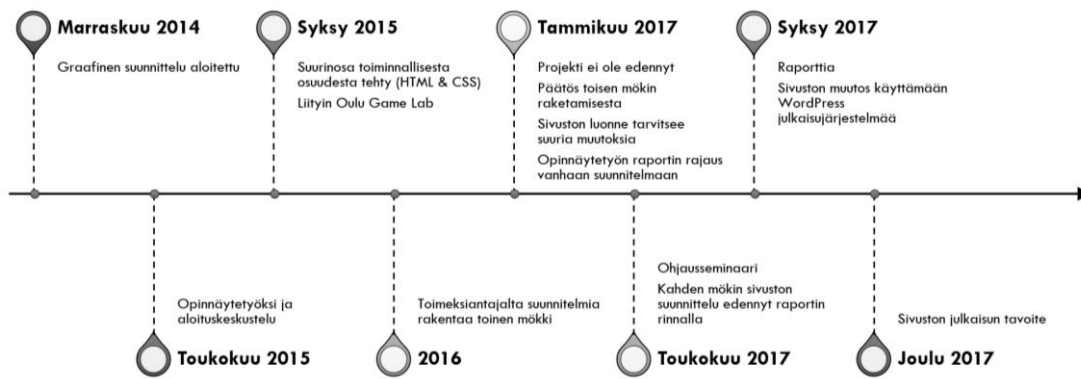 Marraskuu 2014
Graafinen suunnittelu aloitettu
Syksy 2015
Suurinosa toiminnallisesta
osuudesta tehty (HTML & CSS)
Liityin Oulu Game Lab
Tammikuu 2017
Projekti ei ole edennyt
Päätös toisen mökin
raketamisesta
Sivuston luonne tarvitsee
suuria muutoksia
Opinnäytetyön raportin rajaus
vanhaan suunnitelmaan
Syksy 2017
Raporttia
Sivuston muutos käyttämään
WordPress
julkaisujärjestelmää
Opinnäytetyöksi ja
aloituskeskustelu
Toukokuu 2015
Toimeksiantajalta suunnitelmia
rakentaa toinen mökki
2016
Ohjausseminaari
Kahden mökin sivuston
suunnittelu edennyt raportin
rinnalla
Toukokuu 2017
Sivuston julkaisun tavoite
Joulu 2017